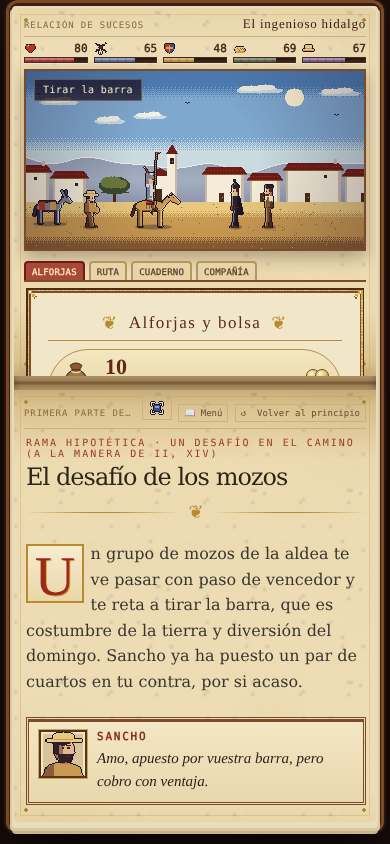 RELACIÓN DE SUCESOS
El ingenioso hidalgo
80 65 48 69 67
Tirar la barra
ALFORJAS RUTA CUADERNO COMPAÑÍA
Alforjas y bolsa
10
PRIMERA PARTE DE…
Menú
Volver al principio
RAMA HIPOTÉTICA · UN DESAFÍO EN EL CAMINO
(A LA MANERA DE II, XIV)
El desafío de los mozos
Un grupo de mozos de la aldea te
ve pasar con paso de vencedor y
te reta a tirar la barra, que es
costumbre de la tierra y diversión del
domingo. Sancho ya ha puesto un par de
cuartos en tu contra, por si acaso.
SANCHO
Amo, apuesto por vuestra barra, pero
cobro con ventaja.